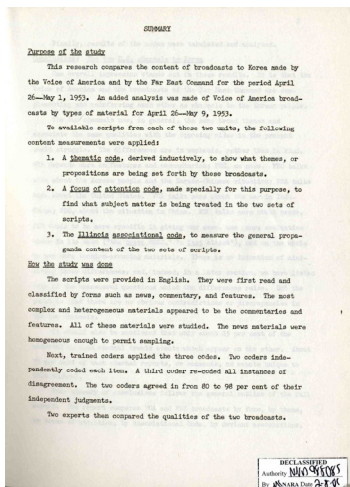 SUMMARY
Purpose of the study
This research compares the content of broadcasts to Korea made by
the Voice of America and by the Far East Command for the period April
26--May 1, 1953. An added analysis was made of Voice of America broad-
casts by types of material for April 26--May 9, 1953.
To available scripts from each of these two units, the following
content measurements were applied:
1. A thematic code, derived inductively, to show what themes, or
propositions are being set forth by these broadcasts.
2. A focus of attention code, made specially for this purpose, to
find what subject matter is being treated in the two sets of
scripts.
3. The Illinois associational code, to measure the general propa-
ganda content of the two sets of scripts.
How the study was done
The scripts were provided in English. They were first read and
classified by forms such as news, commentary, and features. The most
complex and heterogeneous materials appeared to be the commentaries and
features. All of these materials were studied. The news materials were
homogeneous enough to permit sampling.
Next, trained coders applied the three codes. Two coders inde-
pendently coded each item. A third coder re-coded all instances of
disagreement. The two coders agreed in from 80 to 98 per cent of their
independent judgments.
Two experts then compared the qualities of the two broadcasts.
DECLASSIFIED
Authority
By NARA Date